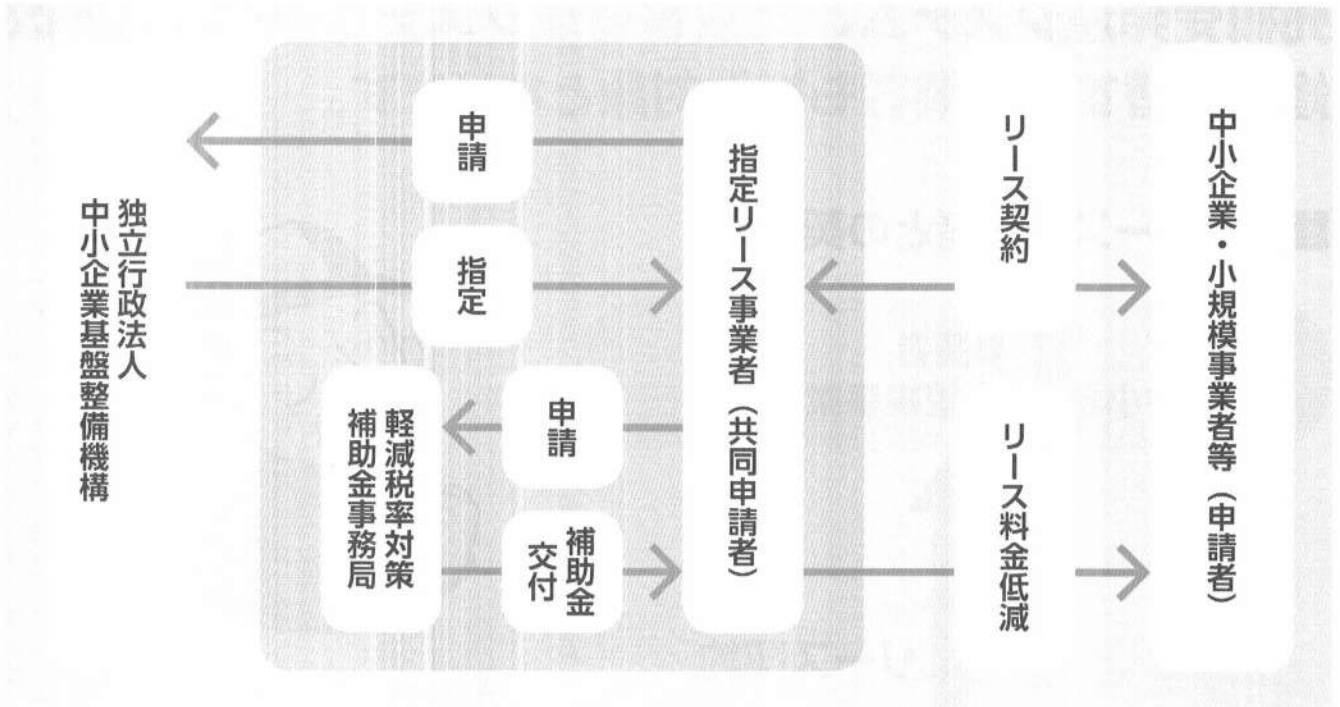 中小企業・小規模事業者等（申請者）
リース契約
リース料金低減
指定リース事業者（共同申請者）
申請
指定
申請
補助金
交付
軽減税率対策
補助金事務局
独立行政法人
中小企業基盤整備機構